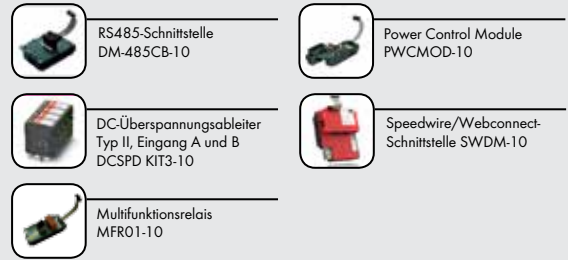 RS485-Schnittstelle
DM-485CB-10
Power Control Module
PWCMOD-10
DC-Überspannungsableiter
Typ II, Eingang A und B
DCSPD KIT3-10
Speedwire/Webconnect-
Schnittstelle SWDM-10
Multifunktionsrelais
MFR01-10